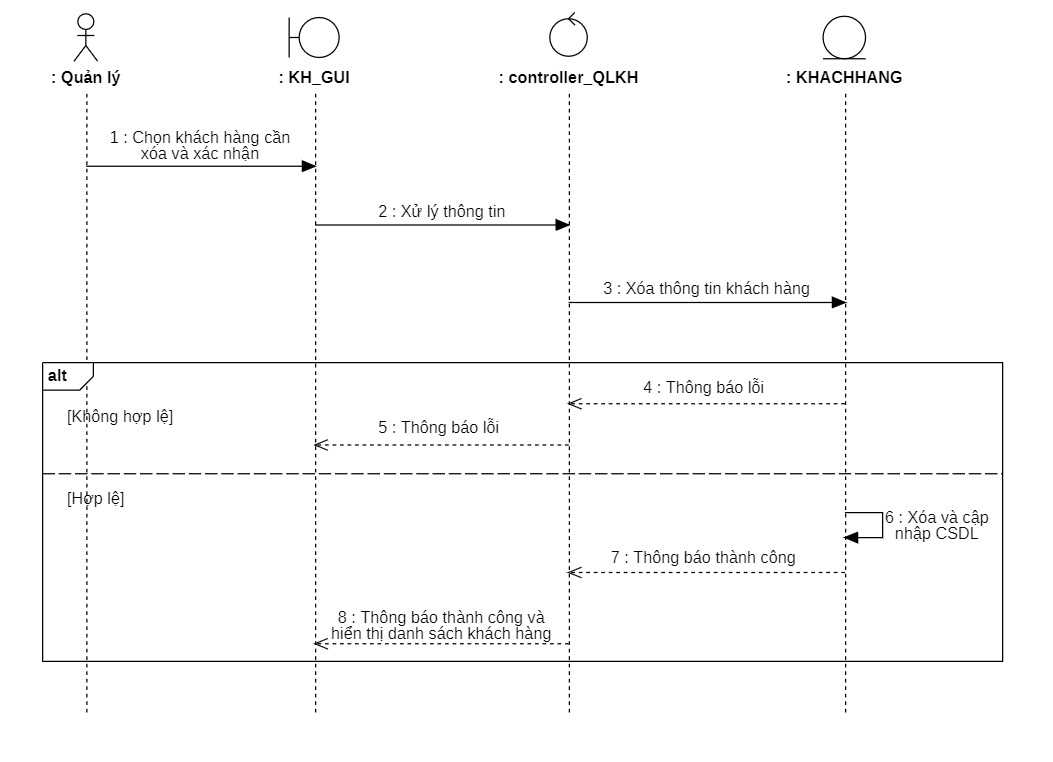 : Quản lý
: KH_GUI
: controller_QLKH
: KHACHHANG
1 : Chọn khách hàng cần
xóa và xác nhận
2 : Xử lý thông tin
3 : Xóa thông tin khách hàng
alt
4 : Thông báo lỗi
[Không hợp lệ]
5 : Thông báo lỗi
[Hợp lệ]
6 : Xóa và cập
nhập CSDL
7 : Thông báo thành công
8 : Thông báo thành công và
hiển thị danh sách khách hàng